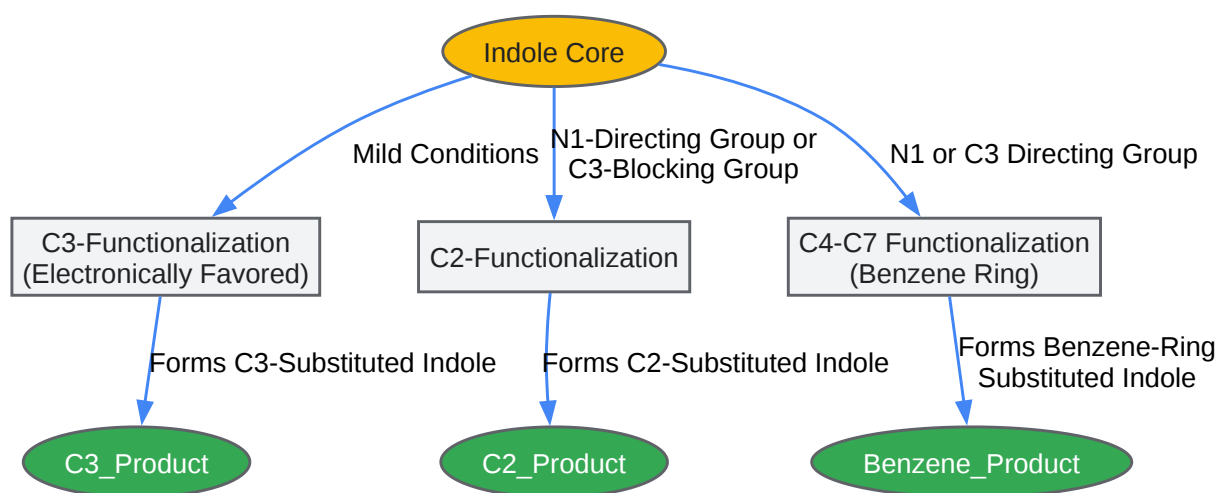 Indole Core
Mild Conditions
N1-Directing Group or
C3-Blocking Group
N1 or C3 Directing Group
C3-Functionalization
(Electronically Favored)
C2-Functionalization
C4-C7 Functionalization
(Benzene Ring)
Forms C3-Substituted Indole
Forms C2-Substituted Indole
Forms Benzene-Ring
Substituted Indole
C3_Product
C2_Product
Benzene_Product